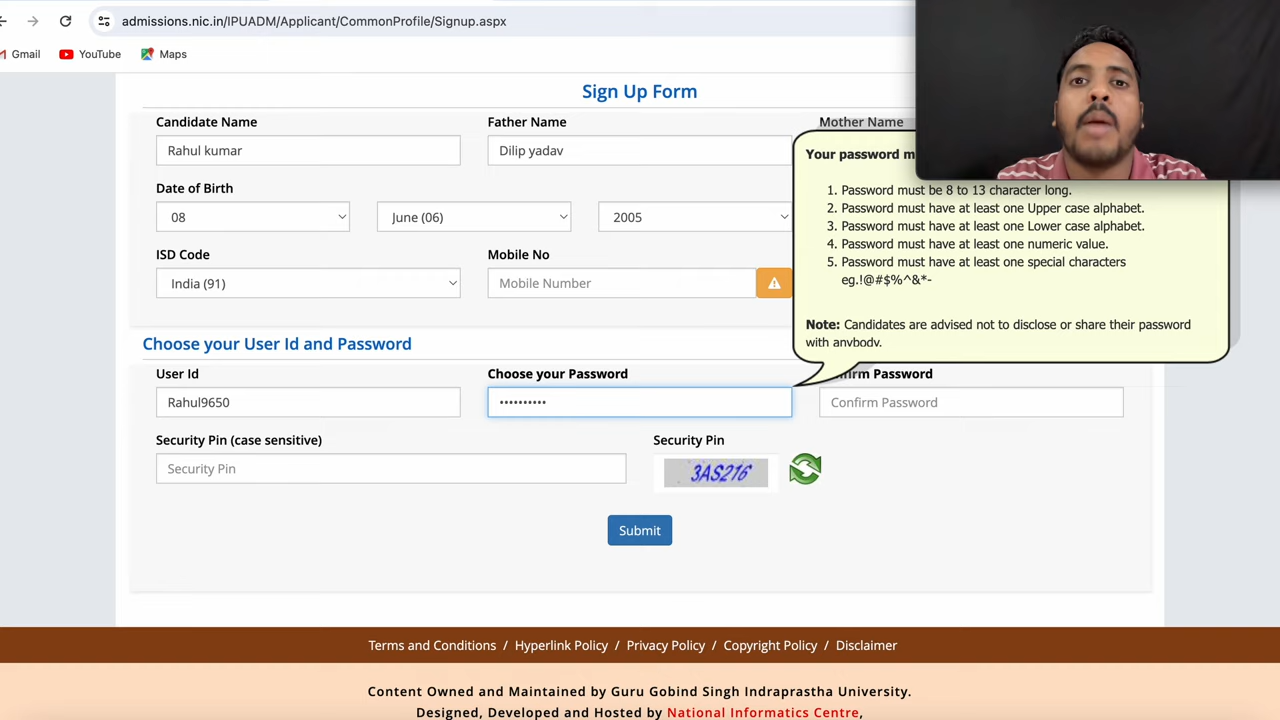 admissions.nic.in/IPUADM/Applicant/CommonProfile/Signup.aspx
Gmail YouTube Maps
Sign Up Form
Candidate Name Father Name Mother Name
Rahul kumar Dilip yadav
Your password
1. Password must be 8 to 13 character long.
2. Password must have at least one Upper case alphabet.
3. Password must have at least one Lower case alphabet.
4. Password must have at least one numeric value.
5. Password must have at least one special characters
eg.!@#$%^&*-
Note: Candidates are advised not to disclose or share their password
with anybody.
Date of Birth
08 June (06) 2005
ISD Code Mobile No
India (91) Mobile Number
Choose your User Id and Password
User Id Choose your Password Confirm Password
Rahul9650 •••••••••• Confirm Password
Security Pin (case sensitive) Security Pin
Security Pin 3AS216
Submit
Terms and Conditions / Hyperlink Policy / Privacy Policy / Copyright Policy / Disclaimer
Content Owned and Maintained by Guru Gobind Singh Indraprastha University.
Designed, Developed and Hosted by National Informatics Centre,